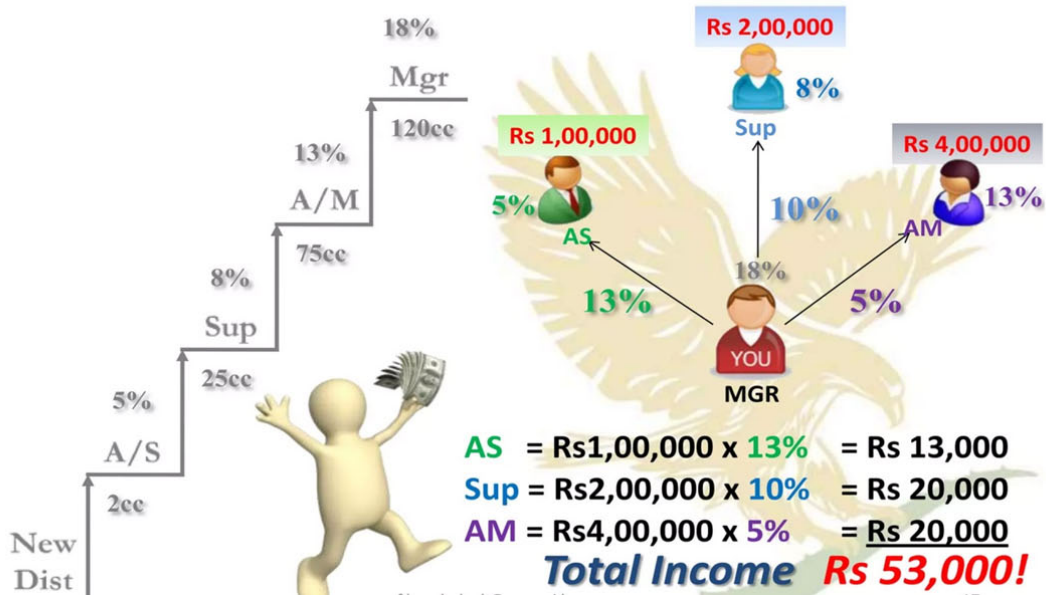 18%
Mgr
120cc
13%
A/M
75cc
8%
Sup
25cc
5%
A/S
2cc
New
Dist
Rs 2,00,000
8%
Sup
Rs 1,00,000
5%
AS
Rs 4,00,000
13%
AM
10%
18%
13%
5%
YOU
MGR
AS = Rs1,00,000 x 13% = Rs 13,000
Sup = Rs2,00,000 x 10% = Rs 20,000
AM = Rs4,00,000 x 5% = Rs 20,000
Total Income Rs 53,000!